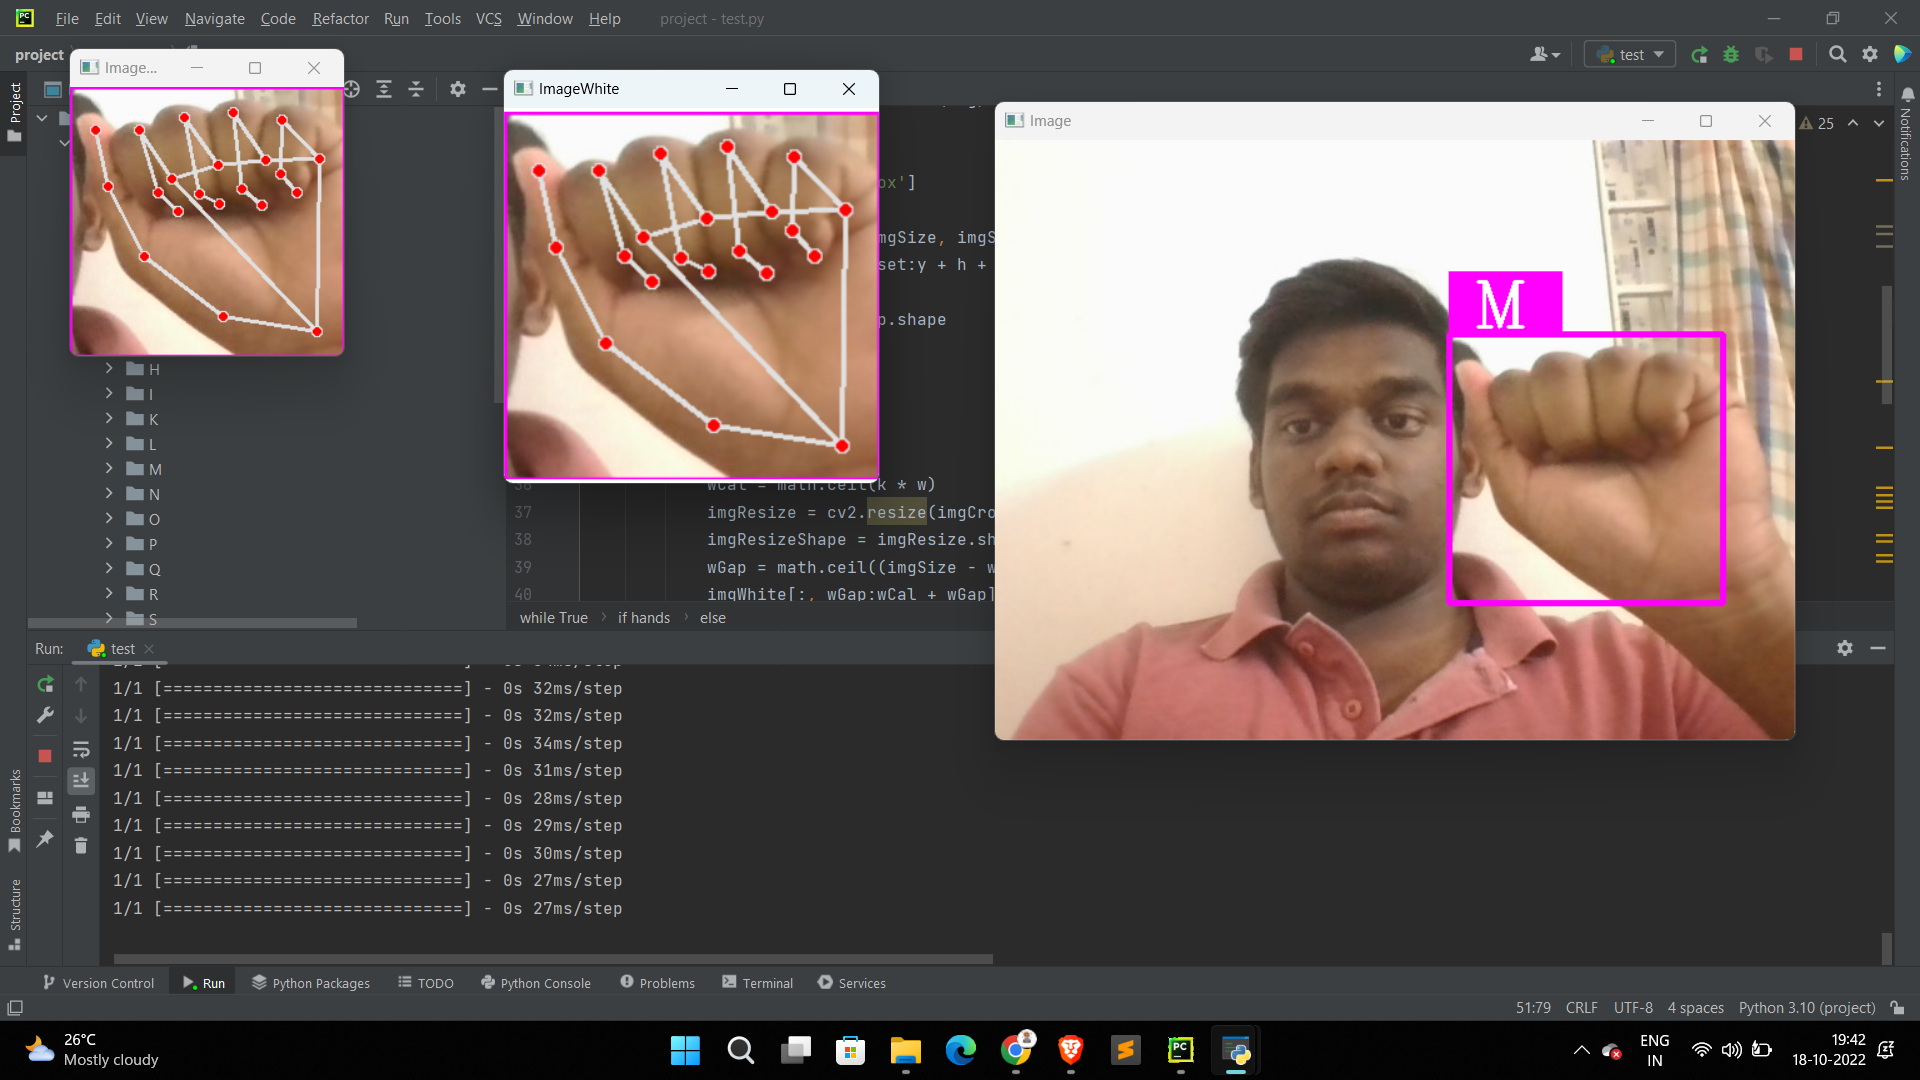 File Edit View Navigate Code Refactor Run Tools VCS Window Help project - test.py
project
test
Project
Image...
ImageWhite
Image
25
Notifications
ox']
mgSize, imgS
set:y + h +
p.shape
H
I
K
L
M
N
O
P
Q
R
S
M
36 wCal = math.ceil(k * w)
37 imgResize = cv2.resize(imgCro
38 imgResizeShape = imgResize.sh
39 wGap = math.ceil((imgSize - w
40 imgWhite[:, wGap:wCal + wGap]
while True if hands else
Run: test
1/1 [==============================] - 0s 32ms/step
1/1 [==============================] - 0s 32ms/step
1/1 [==============================] - 0s 34ms/step
1/1 [==============================] - 0s 31ms/step
1/1 [==============================] - 0s 28ms/step
1/1 [==============================] - 0s 29ms/step
1/1 [==============================] - 0s 30ms/step
1/1 [==============================] - 0s 27ms/step
1/1 [==============================] - 0s 27ms/step
Bookmarks
Structure
Version Control Run Python Packages TODO Python Console Problems Terminal Services
51:79 CRLF UTF-8 4 spaces Python 3.10 (project)
26°C
Mostly cloudy
ENG
IN
19:42
18-10-2022